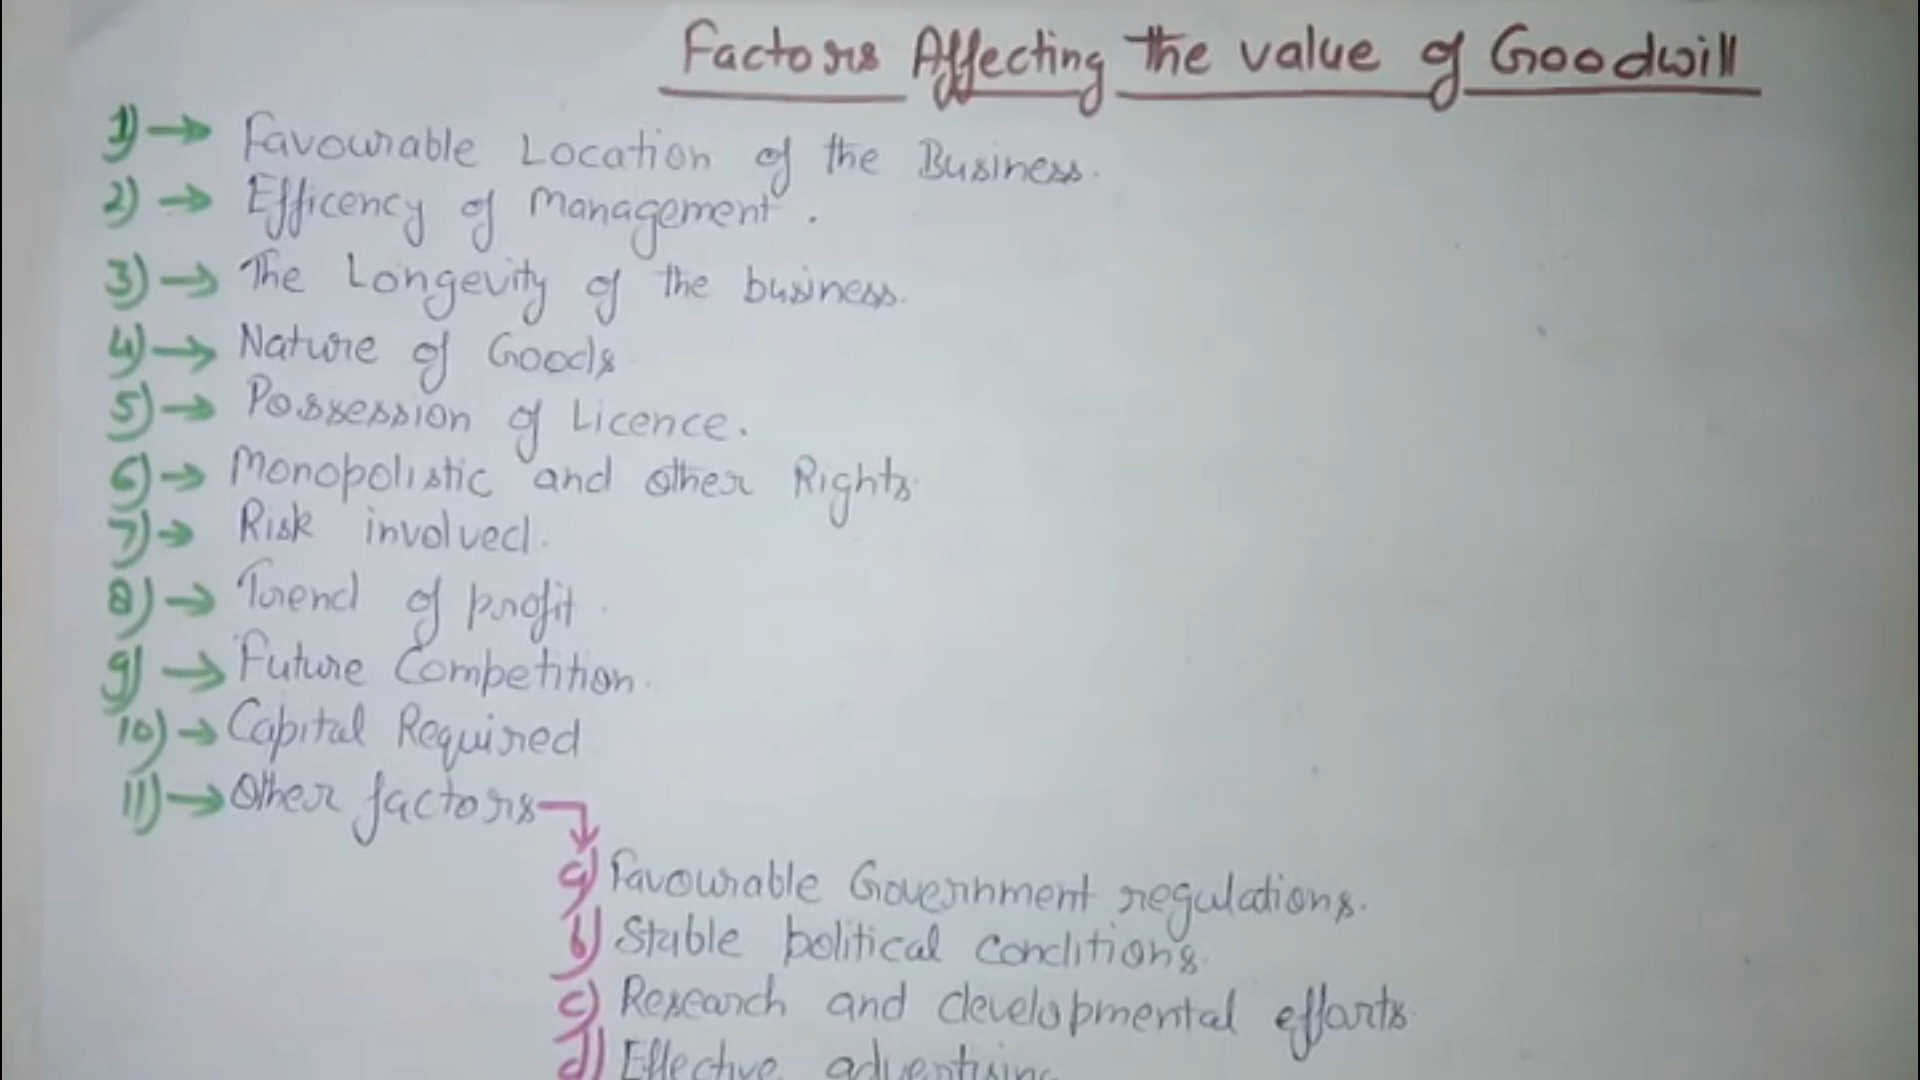 Factors Affecting the value of Goodwill
1) → Favourable Location of the Business.
2) → Efficency of Management.
3) → The Longevity of the business.
4) → Nature of Goods
5) → Possession of Licence.
6) → Monopolistic and other Rights
7) → Risk involved.
8) → Trend of profit.
9) → Future Competition.
10) → Capital Required
11) → Other factors
a) Favourable Government regulations.
b) Stable political conditions.
c) Research and developmental efforts
d) Effective advertising